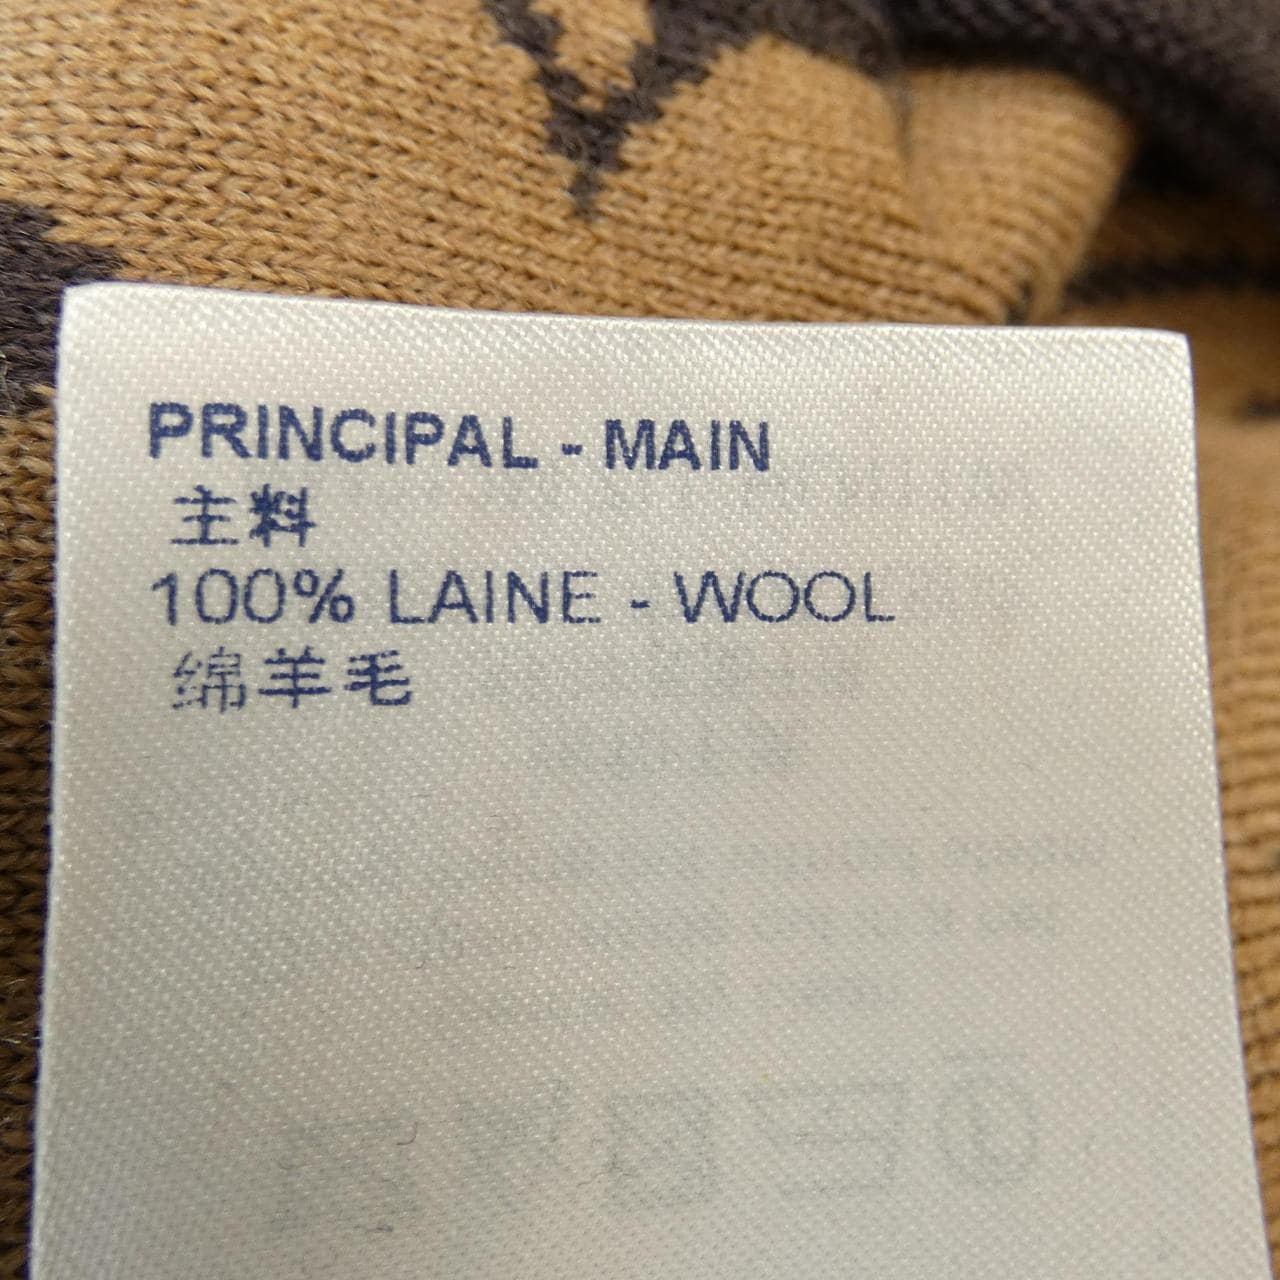 PRINCIPAL - MAIN
主料
100% LAINE - WOOL
绵羊毛